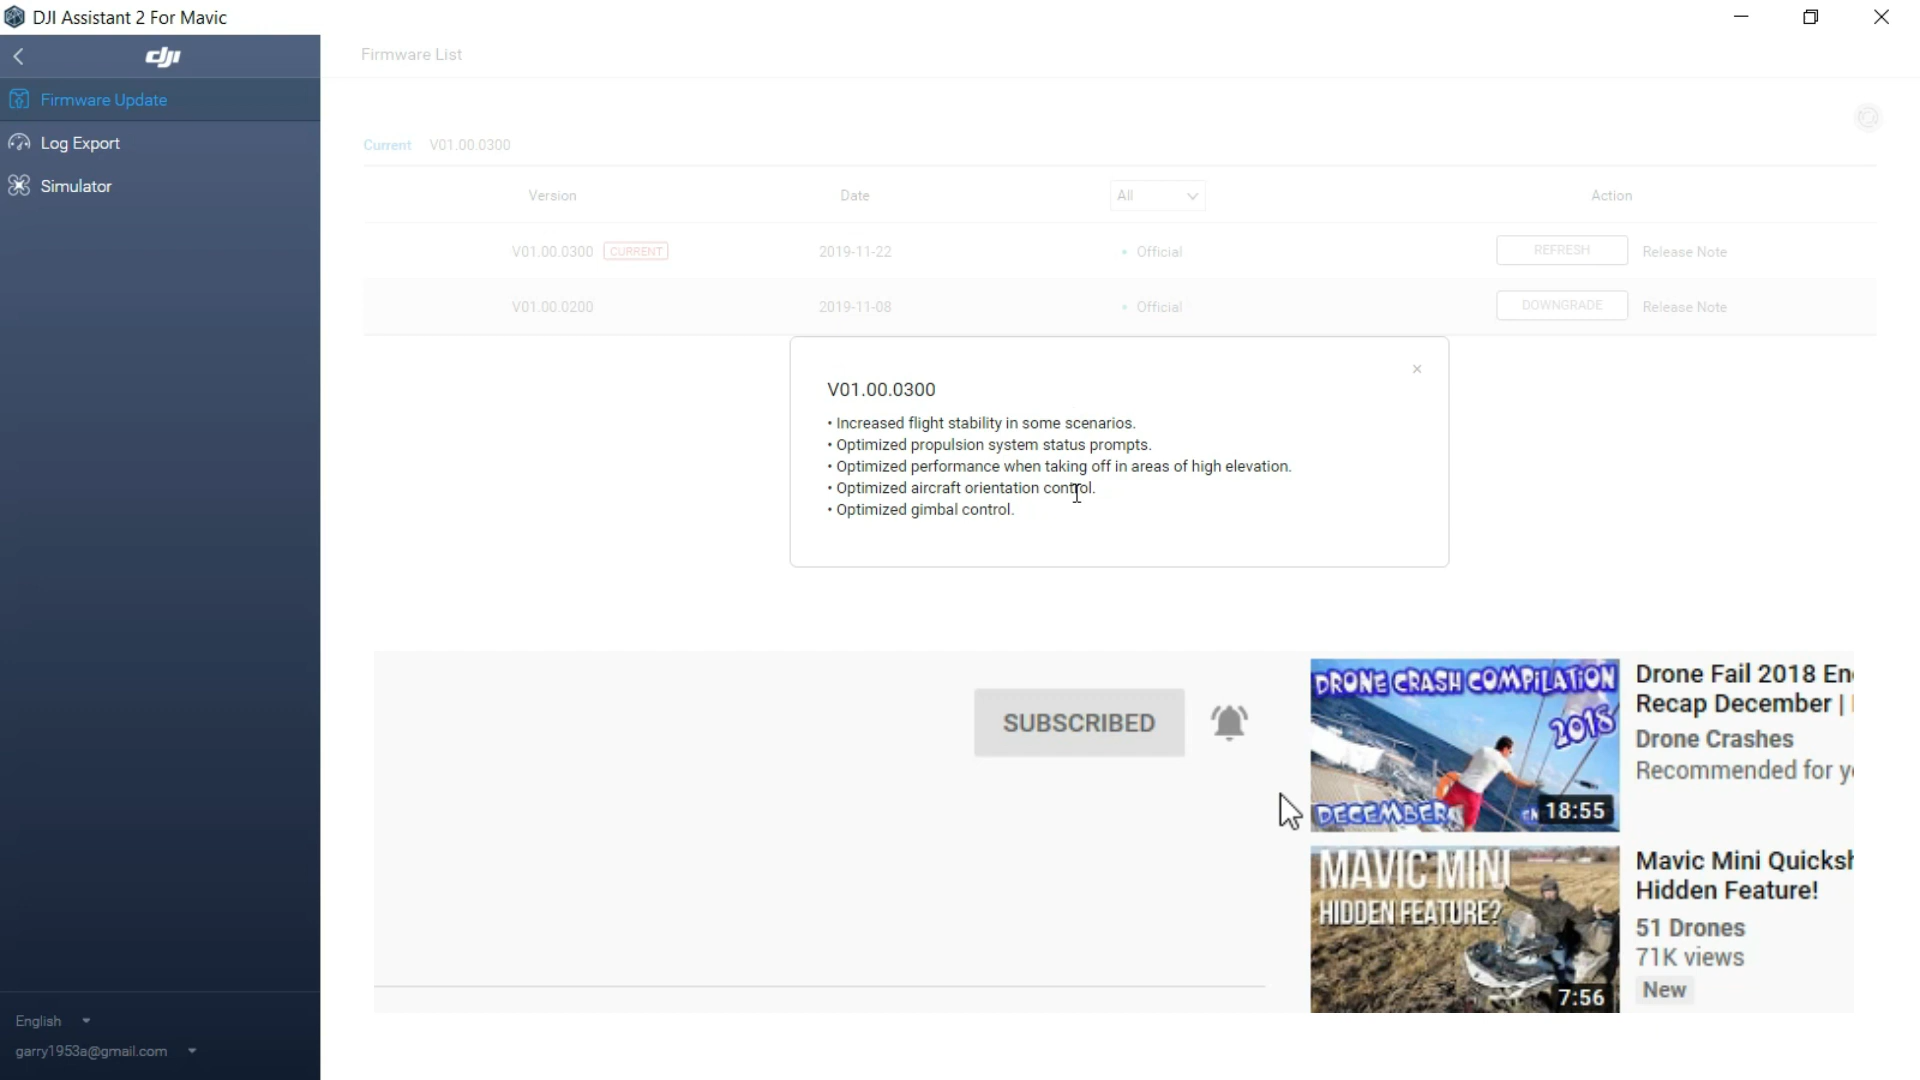 DJI Assistant 2 For Mavic
dji
Firmware List
Firmware Update
Log Export
Simulator
Current V01.00.0300
Version Date All Action
V01.00.0300 CURRENT 2019-11-22 • Official REFRESH Release Note
V01.00.0200 2019-11-08 • Official DOWNGRADE Release Note
V01.00.0300
• Increased flight stability in some scenarios.
• Optimized propulsion system status prompts.
• Optimized performance when taking off in areas of high elevation.
• Optimized aircraft orientation control.
• Optimized gimbal control.
SUBSCRIBED
DRONE CRASH COMPILATION
2018
DECEMBER
18:55
Drone Fail 2018
Recap December |
Drone Crashes
Recommended for
MAVIC MINI
HIDDEN FEATURE?
7:56
Mavic Mini
Hidden Feature!
51 Drones
71K views
New
English
garry1953a@gmail.com